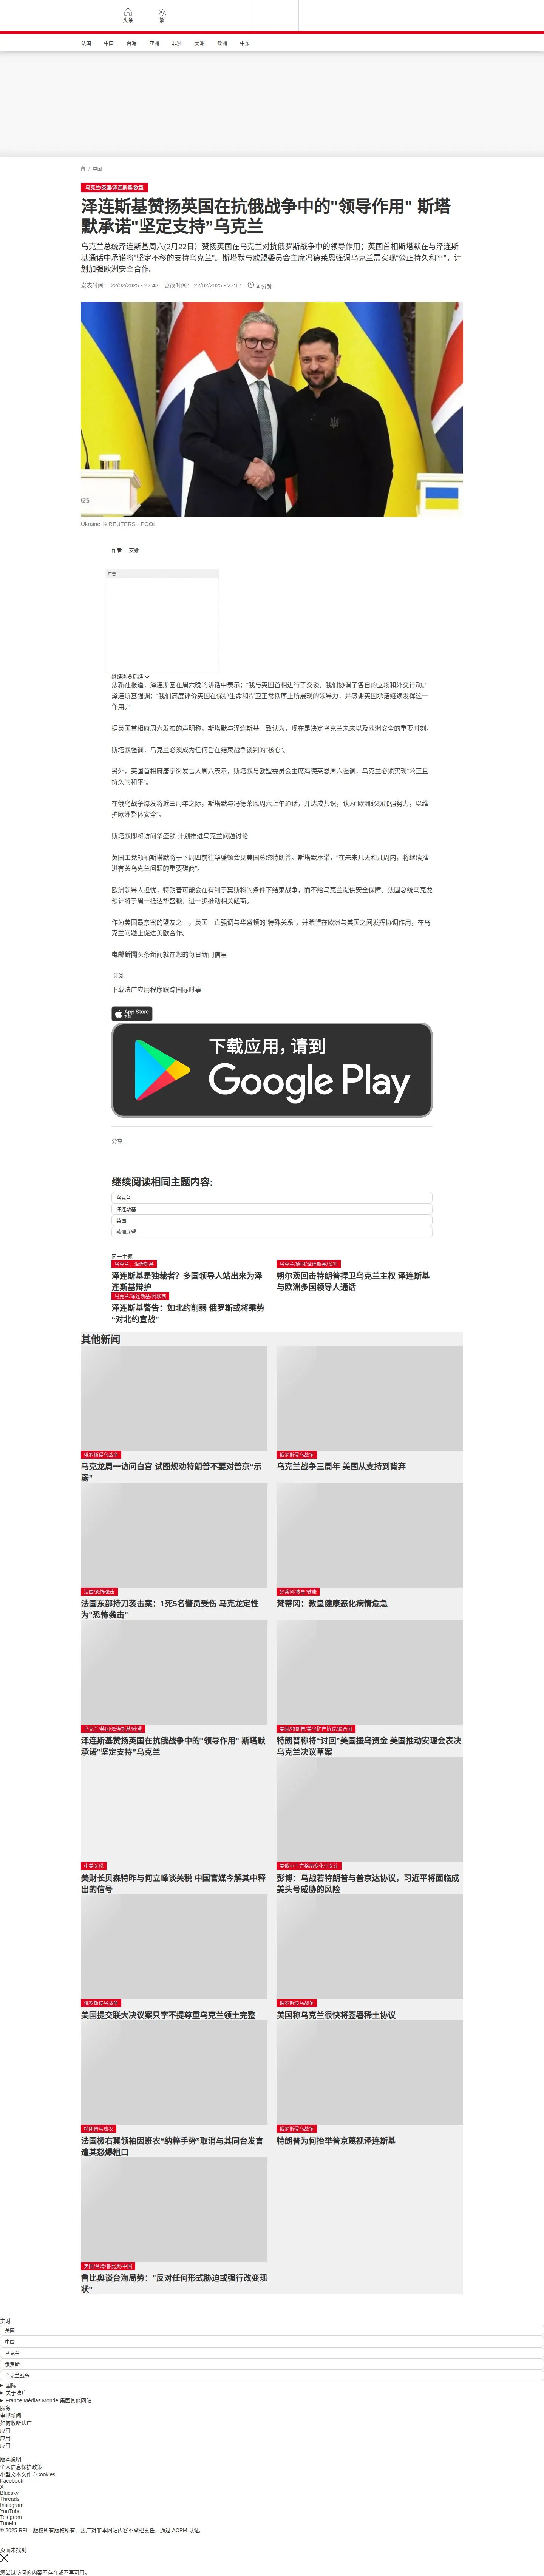 头条
繁
法国
中国
台海
亚洲
非洲
美洲
欧洲
中东
/ 法国
乌克兰/英国/泽连斯基/欧盟
泽连斯基赞扬英国在抗俄战争中的"领导作用" 斯塔
默承诺"坚定支持”乌克兰
乌克兰总统泽连斯基周六(2月22日）赞扬英国在乌克兰对抗俄罗斯战争中的领导作用；英国首相斯塔默在与泽连斯
基通话中承诺将“坚定不移的支持乌克兰”。斯塔默与欧盟委员会主席冯德莱恩强调乌克兰需实现“公正持久和平”，计
划加强欧洲安全合作。
发表时间： 22/02/2025 - 22:43 更改时间： 22/02/2025 - 23:17 4 分钟
025
Ukraine © REUTERS - POOL
作者： 安娜
广告
继续浏览后续
法新社报道，泽连斯基在周六晚的讲话中表示：“我与英国首相进行了交谈，我们协调了各自的立场和外交行动。”
泽连斯基强调：“我们高度评价英国在保护生命和捍卫正常秩序上所展现的领导力，并感谢英国承诺继续发挥这一
作用。”
据英国首相府周六发布的声明称，斯塔默与泽连斯基一致认为，现在是决定乌克兰未来以及欧洲安全的重要时刻。
斯塔默强调，乌克兰必须成为任何旨在结束战争谈判的“核心”。
另外，英国首相府唐宁街发言人周六表示，斯塔默与欧盟委员会主席冯德莱恩周六强调，乌克兰必须实现“公正且
持久的和平”。
在俄乌战争爆发将近三周年之际，斯塔默与冯德莱恩周六上午通话，并达成共识，认为“欧洲必须加强努力，以维
护欧洲整体安全”。
斯塔默即将访问华盛顿 计划推进乌克兰问题讨论
英国工党领袖斯塔默将于下周四前往华盛顿会见美国总统特朗普。斯塔默承诺，“在未来几天和几周内，将继续推
进有关乌克兰问题的重要磋商”。
欧洲领导人担忧，特朗普可能会在有利于莫斯科的条件下结束战争，而不给乌克兰提供安全保障。法国总统马克龙
预计将于周一抵达华盛顿，进一步推动相关磋商。
作为美国最亲密的盟友之一，英国一直强调与华盛顿的“特殊关系”，并希望在欧洲与美国之间发挥协调作用，在乌
克兰问题上促进美欧合作。
电邮新闻头条新闻就在您的每日新闻信里
订阅
下载法广应用程序跟踪国际时事
App Store
下载
下载应用，请到
Google Play
分享 :
继续阅读相同主题内容:
乌克兰
泽连斯基
英国
欧洲联盟
同一主题
乌克兰、泽连斯基
泽连斯基是独裁者？多国领导人站出来为泽
连斯基辩护
乌克兰/德国/泽连斯基/谈判
朔尔茨回击特朗普捍卫乌克兰主权 泽连斯基
与欧洲多国领导人通话
乌克兰/泽连斯基/阿联酋
泽连斯基警告：如北约削弱 俄罗斯或将乘势
“对北约宣战”
其他新闻
俄罗斯侵乌战争
马克龙周一访问白宫 试图规劝特朗普不要对普京“示
弱”
俄罗斯侵乌战争
乌克兰战争三周年 美国从支持到背弃
法国/恐怖袭击
法国东部持刀袭击案：1死5名警员受伤 马克龙定性
为"恐怖袭击"
梵蒂冈/教皇/健康
梵蒂冈：教皇健康恶化病情危急
乌克兰/英国/泽连斯基/欧盟
泽连斯基赞扬英国在抗俄战争中的"领导作用" 斯塔默
承诺"坚定支持”乌克兰
美国/特朗普/美乌矿产协议/联合国
特朗普称将“讨回”美国援乌资金 美国推动安理会表决
乌克兰决议草案
中美关税
美财长贝森特昨与何立峰谈关税 中国官媒今解其中释
出的信号
美俄中三方格局变化引关注
彭博：乌战若特朗普与普京达协议，习近平将面临成
美头号威胁的风险
俄罗斯侵乌战争
美国提交联大决议案只字不提尊重乌克兰领土完整
俄罗斯侵乌战争
美国称乌克兰很快将签署稀土协议
特朗普与班农
法国极右翼领袖因班农“纳粹手势”取消与其同台发言
遭其怒爆粗口
俄罗斯侵乌战争
特朗普为何抬举普京蔑视泽连斯基
美国/台湾/鲁比奥/中国
鲁比奥谈台海局势："反对任何形式胁迫或强行改变现
状"
实时
美国
中国
乌克兰
俄罗斯
乌克兰战争
国际
关于法广
France Médias Monde 集团其他网站
服务
电邮新闻
如何收听法广
应用
应用
应用
版本说明
个人信息保护政策
小型文本文件 / Cookies
Facebook
X
Bluesky
Threads
Instagram
YouTube
Telegram
TuneIn
© 2025 RFI – 版权所有版权所有。法广对非本网站内容不承担责任。通过 ACPM 认证。
页面未找到
您尝试访问的内容不存在或不再可用。